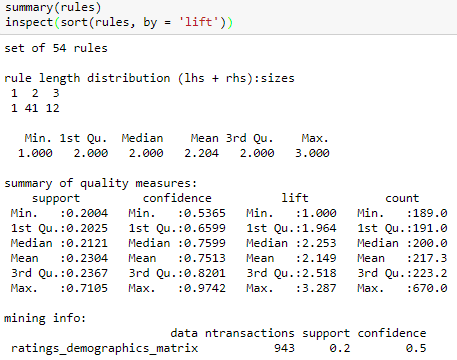 summary(rules)
inspect(sort(rules, by = 'lift'))
set of 54 rules
rule length distribution (lhs + rhs):sizes
1 2 3
1 41 12
Min. 1st Qu. Median Mean 3rd Qu. Max.
1.000 2.000 2.000 2.204 2.000 3.000
summary of quality measures:
support confidence lift count
Min. :0.2004 Min. :0.5365 Min. :1.000 Min. :189.0
1st Qu.:0.2025 1st Qu.:0.6599 1st Qu.:1.964 1st Qu.:191.0
Median :0.2121 Median :0.7599 Median :2.253 Median :200.0
Mean :0.2304 Mean :0.7513 Mean :2.149 Mean :217.3
3rd Qu.:0.2367 3rd Qu.:0.8201 3rd Qu.:2.518 3rd Qu.:223.2
Max. :0.7105 Max. :0.9742 Max. :3.287 Max. :670.0
mining info:
data ntransactions support confidence
ratings_demographics_matrix 943 0.2 0.5